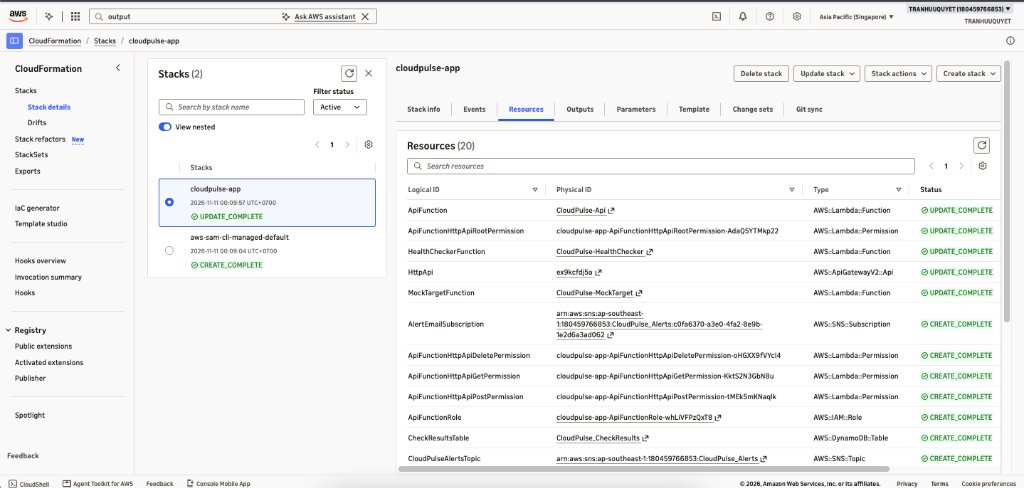 aws
output
Ask AWS assistant
Asia Pacific (Singapore)
TRANHUUQUYET (180459766853)
TRANHUUQUYET
CloudFormation / Stacks / cloudpulse-app
CloudFormation
Stacks
Stack details
Drifts
Stack refactors New
StackSets
Exports
IaC generator
Template studio
Hooks overview
Invocation summary
Hooks
Registry
Public extensions
Activated extensions
Publisher
Spotlight
Feedback
Stacks (2)
Filter status
Search by stack name
Active
View nested
1
Stacks
cloudpulse-app
2026-11-11 00:09:57 UTC+0700
UPDATE_COMPLETE
aws-sam-cli-managed-default
2026-11-11 00:09:04 UTC+0700
CREATE_COMPLETE
cloudpulse-app
Delete stack Update stack Stack actions Create stack
Stack info Events Resources Outputs Parameters Template Change sets Git sync
Resources (20)
Search resources
1
Logical ID Physical ID Type Status
ApiFunction CloudPulse-Api AWS::Lambda::Function UPDATE_COMPLETE
ApiFunctionHttpApiRootPermission cloudpulse-app-ApiFunctionHttpApiRootPermission-AdaQ5YTMkp22 AWS::Lambda::Permission UPDATE_COMPLETE
HealthCheckerFunction CloudPulse-HealthChecker AWS::Lambda::Function UPDATE_COMPLETE
HttpApi ex9kcfdj5a AWS::ApiGatewayV2::Api UPDATE_COMPLETE
MockTargetFunction CloudPulse-MockTarget AWS::Lambda::Function UPDATE_COMPLETE
AlertEmailSubscription arn:aws:sns:ap-southeast-
1:180459766853:CloudPulse_Alerts:c0fa6370-a3e0-4fa2-8e9b-
1e2d6a3ad062 AWS::SNS::Subscription CREATE_COMPLETE
ApiFunctionHttpApiDeletePermission cloudpulse-app-ApiFunctionHttpApiDeletePermission-oHGXX9fVYcI4 AWS::Lambda::Permission CREATE_COMPLETE
ApiFunctionHttpApiGetPermission cloudpulse-app-ApiFunctionHttpApiGetPermission-KktS2N3GbN8u AWS::Lambda::Permission CREATE_COMPLETE
ApiFunctionHttpApiPostPermission cloudpulse-app-ApiFunctionHttpApiPostPermission-tMEk5mKNaqlk AWS::Lambda::Permission CREATE_COMPLETE
ApiFunctionRole cloudpulse-app-ApiFunctionRole-whLiVFPzQxT8 AWS::IAM::Role CREATE_COMPLETE
CheckResultsTable CloudPulse_CheckResults AWS::DynamoDB::Table CREATE_COMPLETE
CloudPulseAlertsTopic arn:aws:sns:ap-southeast-1:180459766853:CloudPulse_Alerts AWS::SNS::Topic CREATE_COMPLETE
CloudShell Agent Toolkit for AWS Feedback Console Mobile App
© 2026, Amazon Web Services, Inc. or its affiliates. Privacy Terms Cookie preferences